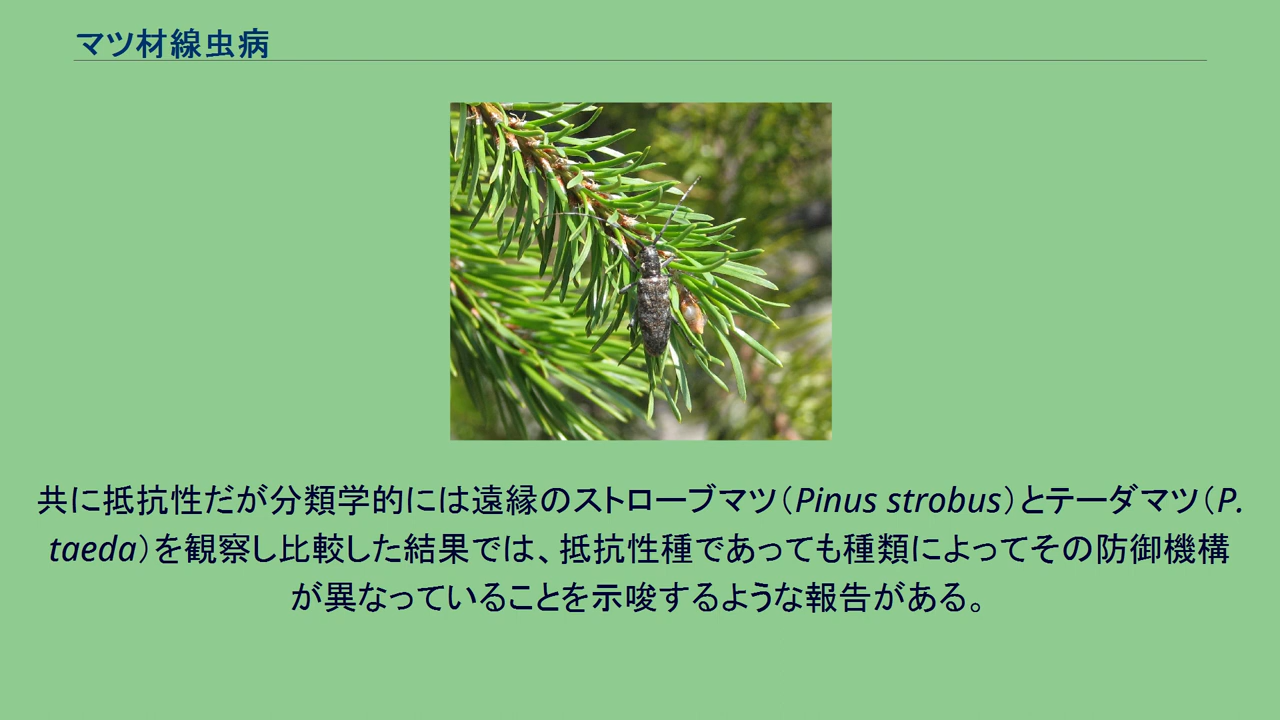 マツ材線虫病
共に抵抗性だが分類学的には遠縁のストローブマツ（Pinus strobus）とテーダマツ（P.
taeda）を観察し比較した結果では、抵抗性種であっても種類によってその防御機構
が異なっていることを示唆するような報告がある。